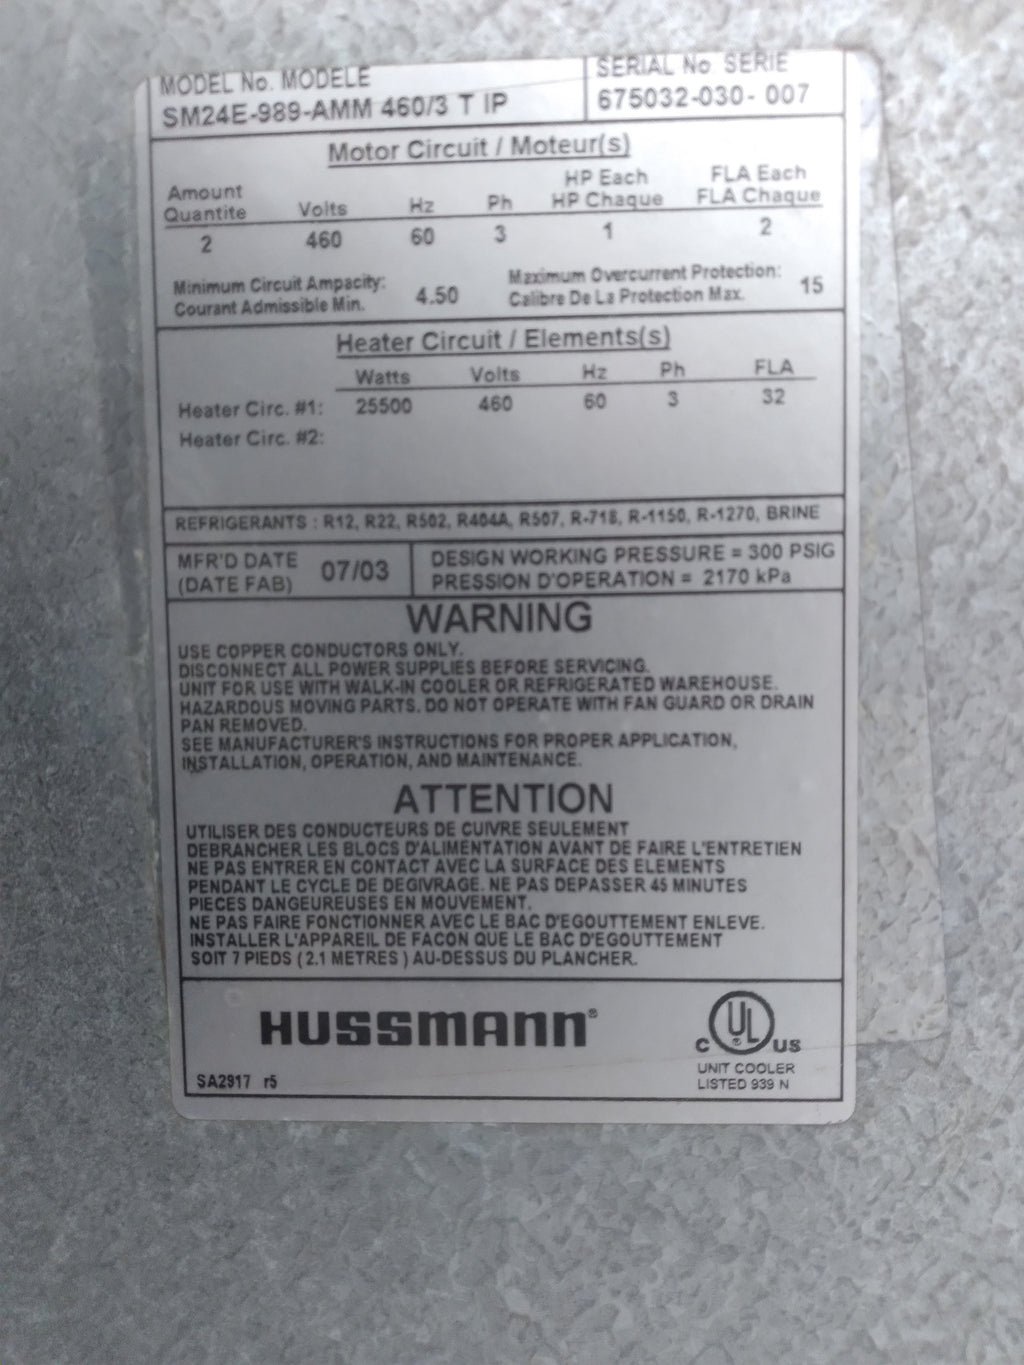 MODEL No. MODELE
SM24E-989-AMM 460/3 T IP
SERIAL No SERIE
675032-030- 007
Motor Circuit / Moteur(s)
Amount Quantite Volts Hz Ph HP Each HP Chaque FLA Each FLA Chaque
2 460 60 3 1 2
Minimum Circuit Ampacity:
Courant Admissible Min. 4.50
Maximum Overcurrent Protection:
Calibre De La Protection Max. 15
Heater Circuit / Elements(s)
Watts Volts Hz Ph FLA
Heater Circ. #1: 25500 460 60 3 32
Heater Circ. #2:
REFRIGERANTS : R12, R22, R502, R404A, R507, R-718, R-1150, R-1270, BRINE
MFR'D DATE
(DATE FAB) 07/03
DESIGN WORKING PRESSURE = 300 PSIG
PRESSION D'OPERATION = 2170 kPa
WARNING
USE COPPER CONDUCTORS ONLY.
DISCONNECT ALL POWER SUPPLIES BEFORE SERVICING.
UNIT FOR USE WITH WALK-IN COOLER OR REFRIGERATED WAREHOUSE.
HAZARDOUS MOVING PARTS. DO NOT OPERATE WITH FAN GUARD OR DRAIN
PAN REMOVED.
SEE MANUFACTURER'S INSTRUCTIONS FOR PROPER APPLICATION,
INSTALLATION, OPERATION, AND MAINTENANCE.
ATTENTION
UTILISER DES CONDUCTEURS DE CUIVRE SEULEMENT
DEBRANCHER LES BLOCS D'ALIMENTATION AVANT DE FAIRE L'ENTRETIEN
NE PAS ENTRER EN CONTACT AVEC LA SURFACE DES ELEMENTS
PENDANT LE CYCLE DE DEGIVRAGE. NE PAS DEPASSER 45 MINUTES
PIECES DANGEUREUSES EN MOUVEMENT.
NE PAS FAIRE FONCTIONNER AVEC LE BAC D'EGOUTTEMENT ENLEVE.
INSTALLER L'APPAREIL DE FACON QUE LE BAC D'EGOUTTEMENT
SOIT 7 PIEDS ( 2.1 METRES ) AU-DESSUS DU PLANCHER.
HUSSMANN®
C UL® US
UNIT COOLER
LISTED 939 N
SA2917 r5